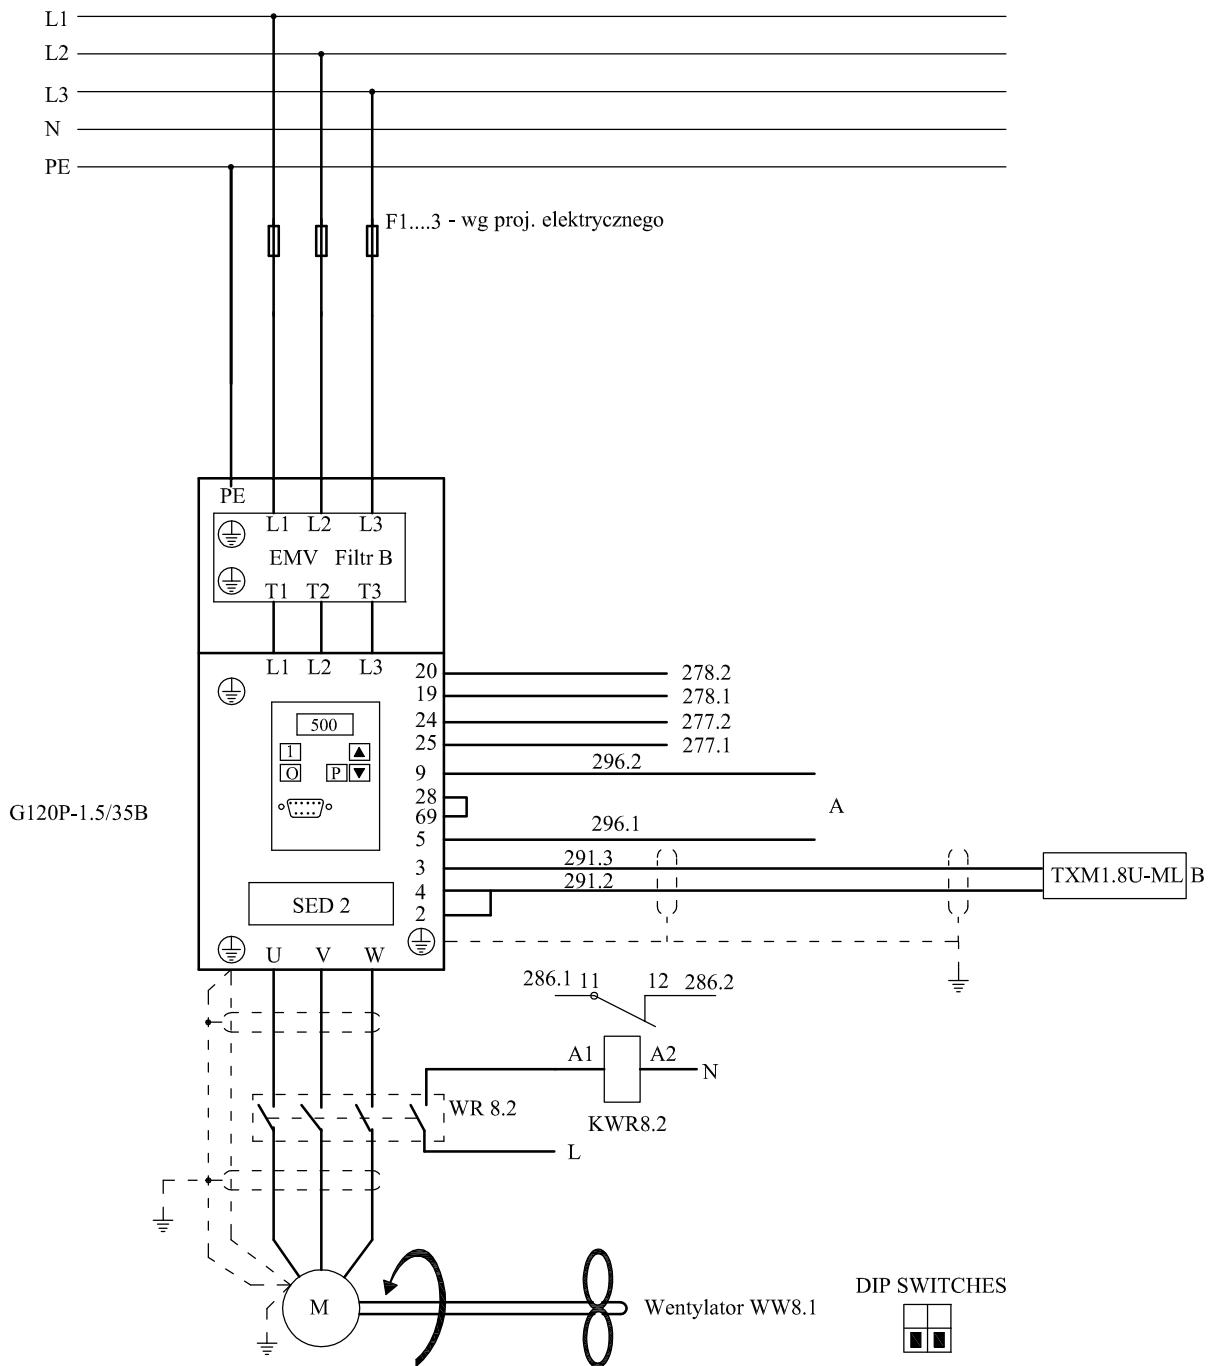 L1
L2
L3
N
PE
F1....3 - wg proj. elektrycznego
PE
L1 L2 L3
EMV Filtr B
T1 T2 T3
L1 L2 L3
20 278.2
19 278.1
500
24 277.2
1
25 277.1
O P
9 296.2
28
G120P-1.5/35B
A
69
5 296.1
3 291.3
TXM1.8U-ML B
4 291.2
SED 2
2
U V W
286.1 11 12 286.2
A1 A2
N
WR 8.2
KWR8.2
L
DIP SWITCHES
M
Wentylator WW8.1